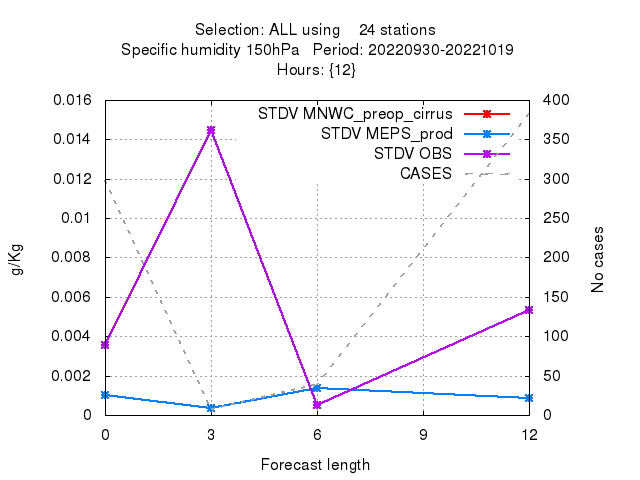 Selection: ALL using 24 stations
Specific humidity 150hPa Period: 20220930-20221019
Hours: {12}
STDV MNWC_preop_cirrus
STDV MEPS_prod
STDV OBS
CASES
0.016
0.014
0.012
0.01
0.008
0.006
0.004
0.002
0
400
350
300
250
200
150
100
50
0
g/Kg
No cases
0 3 6 9 12
Forecast length